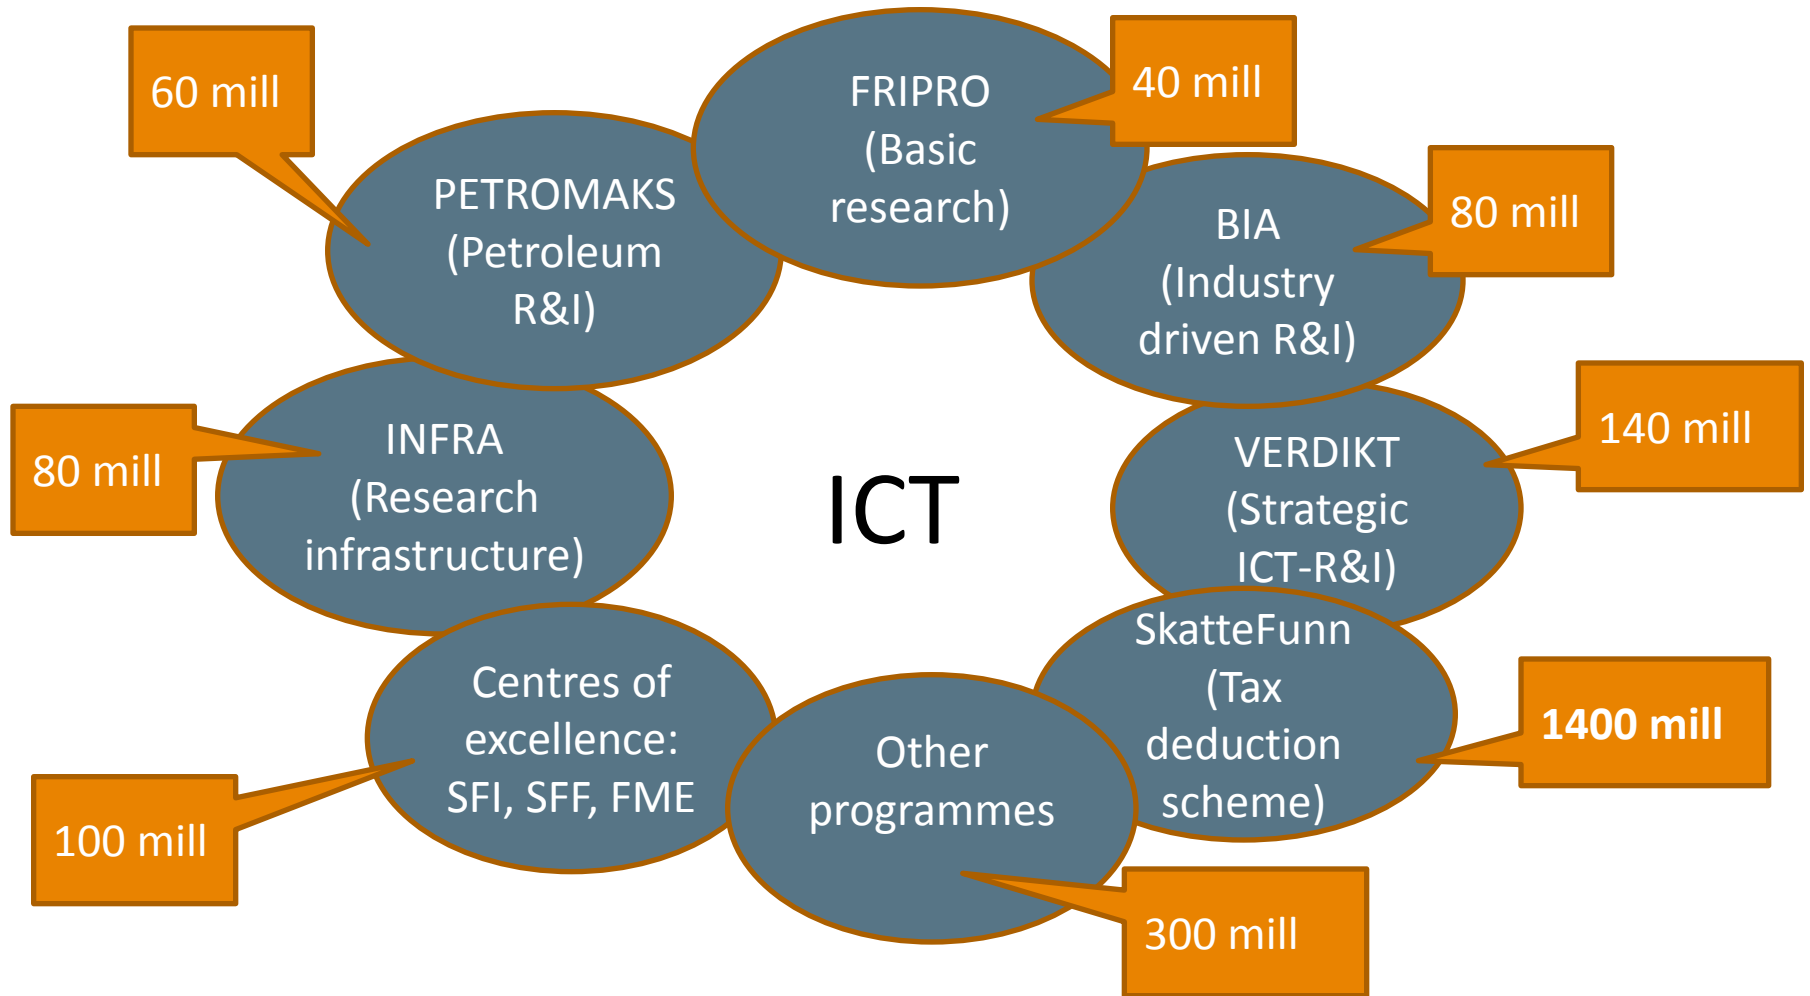 60 mill
FRIPRO
(Basic
research)
40 mill
PETROMAKS
(Petroleum
R&I)
BIA
(Industry
driven R&I)
80 mill
INFRA
(Research
infrastructure)
80 mill
ICT
VERDIKT
(Strategic
ICT-R&I)
140 mill
Centres of
excellence:
SFI, SFF, FME
100 mill
Other
programmes
300 mill
SkatteFunn
(Tax
deduction
scheme)
1400 mill